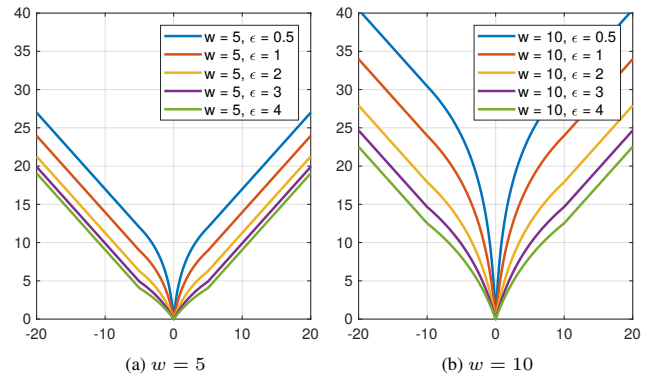 40
35
30
25
20
15
10
5
0
-20 -10 0 10 20
w = 5, ϵ = 0.5
w = 5, ϵ = 1
w = 5, ϵ = 2
w = 5, ϵ = 3
w = 5, ϵ = 4
(a) w = 5
40
35
30
25
20
15
10
5
0
-20 -10 0 10 20
w = 10, ϵ = 0.5
w = 10, ϵ = 1
w = 10, ϵ = 2
w = 10, ϵ = 3
w = 10, ϵ = 4
(b) w = 10